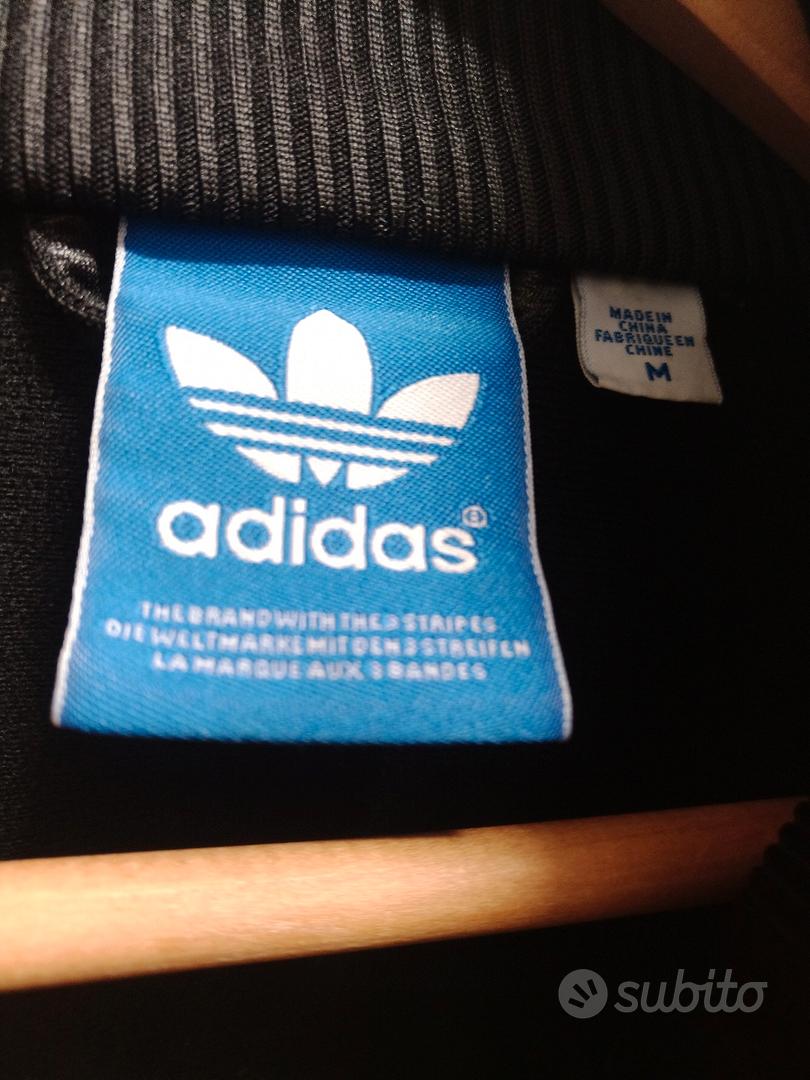 MADE IN
CHINA
FABRIQUE EN
CHINE
M
adidas®
THE BRAND WITH THE 3 STRIPES
DIE WELTMARKE MIT DEN 3 STREIFEN
LA MARQUE AUX 3 BANDES
subito